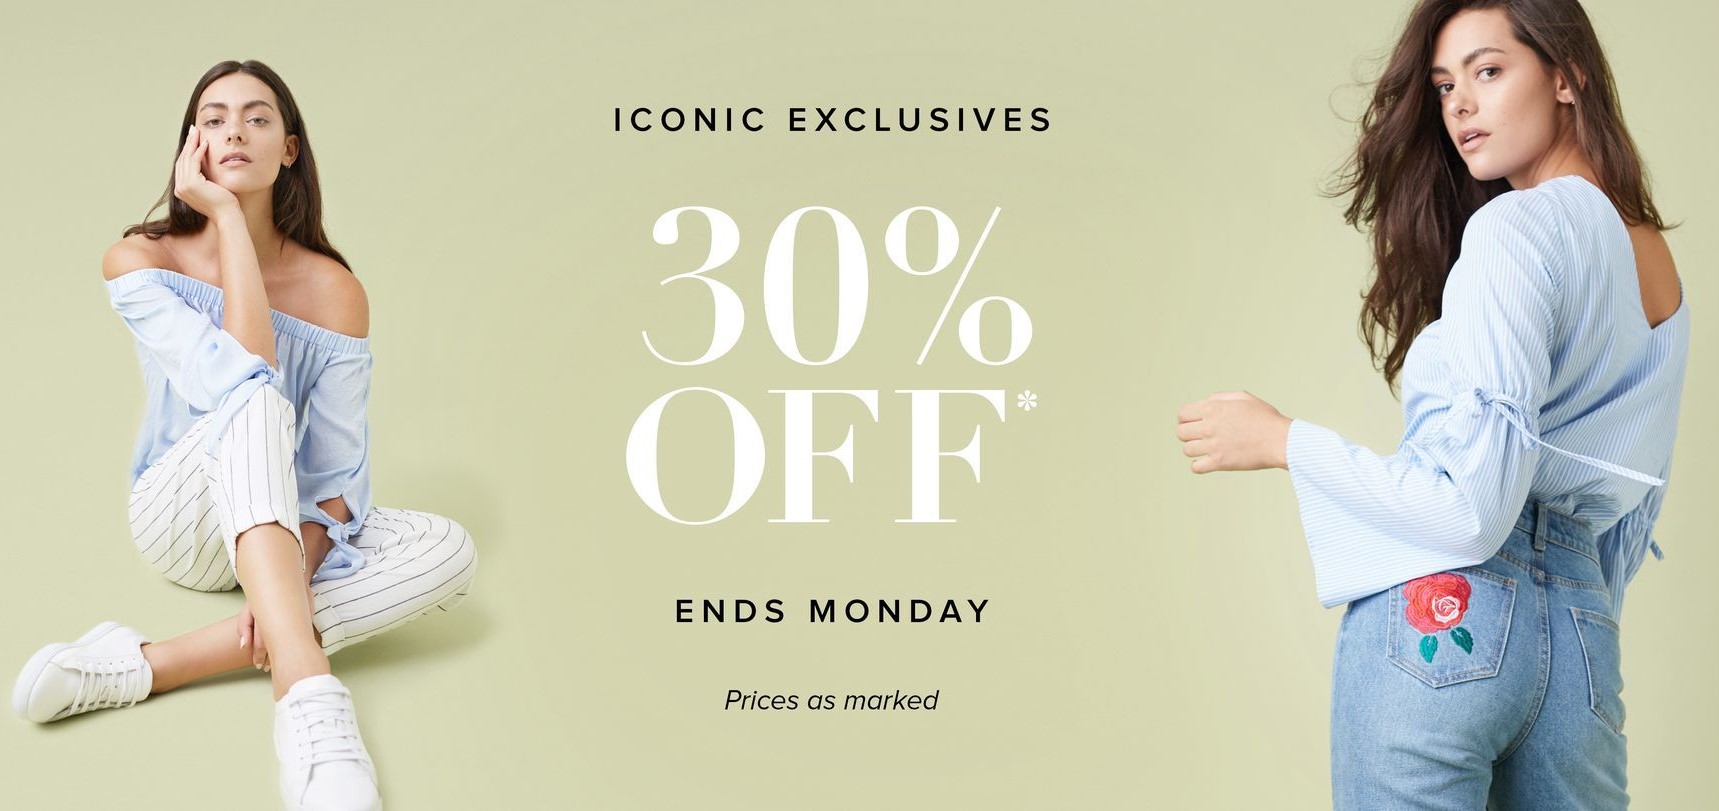 ICONIC EXCLUSIVES
30%
OFF*
ENDS MONDAY
Prices as marked